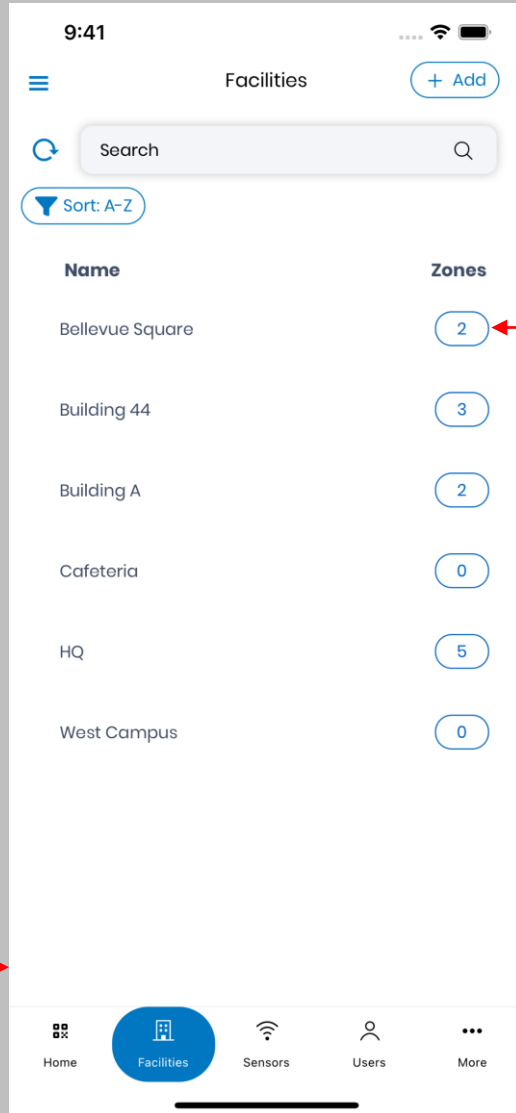 9:41
Facilities
+ Add
Search
Sort: A-Z
Name Zones
Bellevue Square 2
Building 44 3
Building A 2
Cafeteria 0
HQ 5
West Campus 0
Home Facilities Sensors Users More